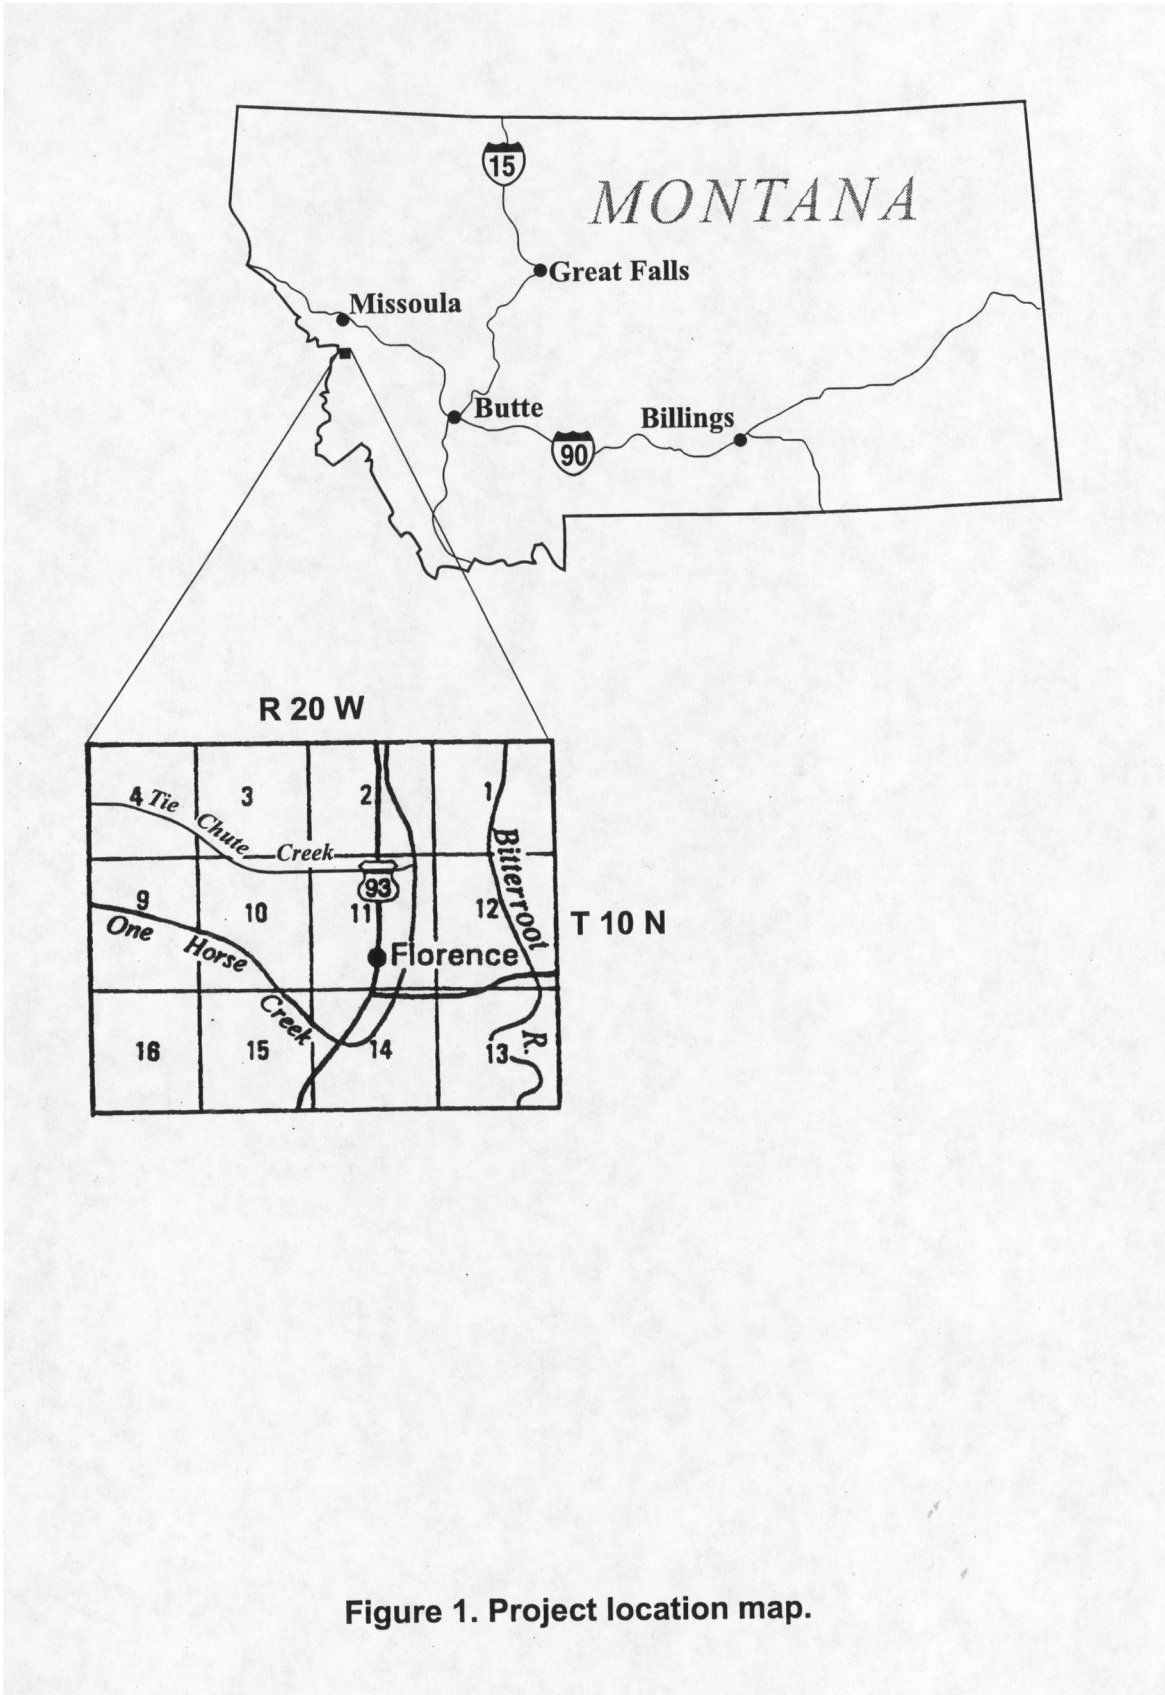 15
MONTANA
Great Falls
Missoula
Butte
Billings
90
R 20 W
4 3 2 1
Tie Chute Creek
Bitterroot R.
93
9 10 11 12
T 10 N
One Horse Creek
Florence
16 15 14 13
Figure 1. Project location map.